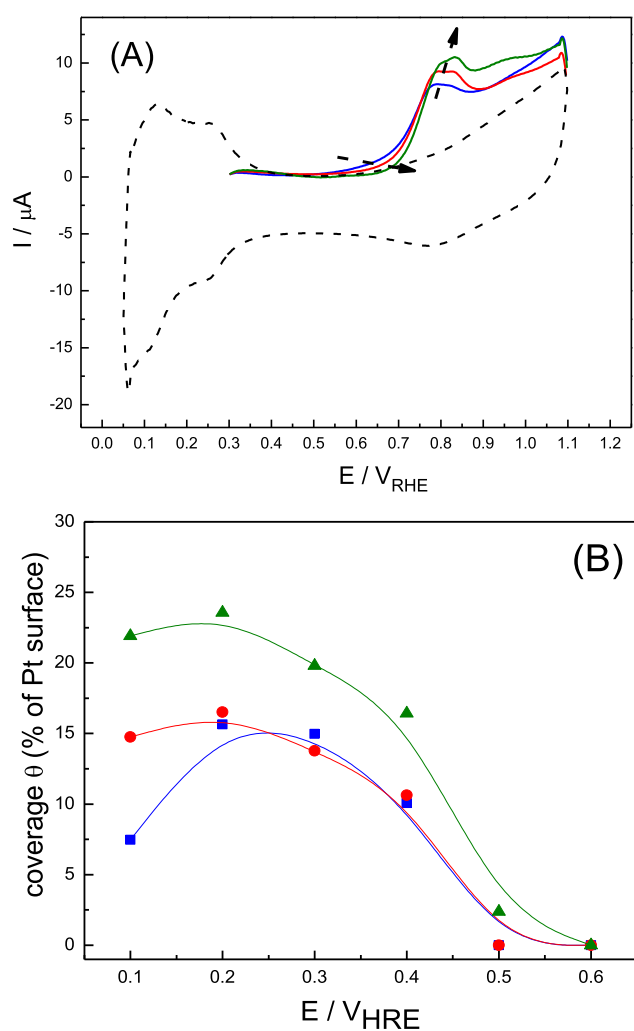 (A)
10
5
0
-5
-10
-15
-20
I / μA
0.0 0.1 0.2 0.3 0.4 0.5 0.6 0.7 0.8 0.9 1.0 1.1 1.2
E / V_RHE
(B)
30
25
20
15
10
5
0
coverage θ (% of Pt surface)
0.1 0.2 0.3 0.4 0.5 0.6
E / V_HRE